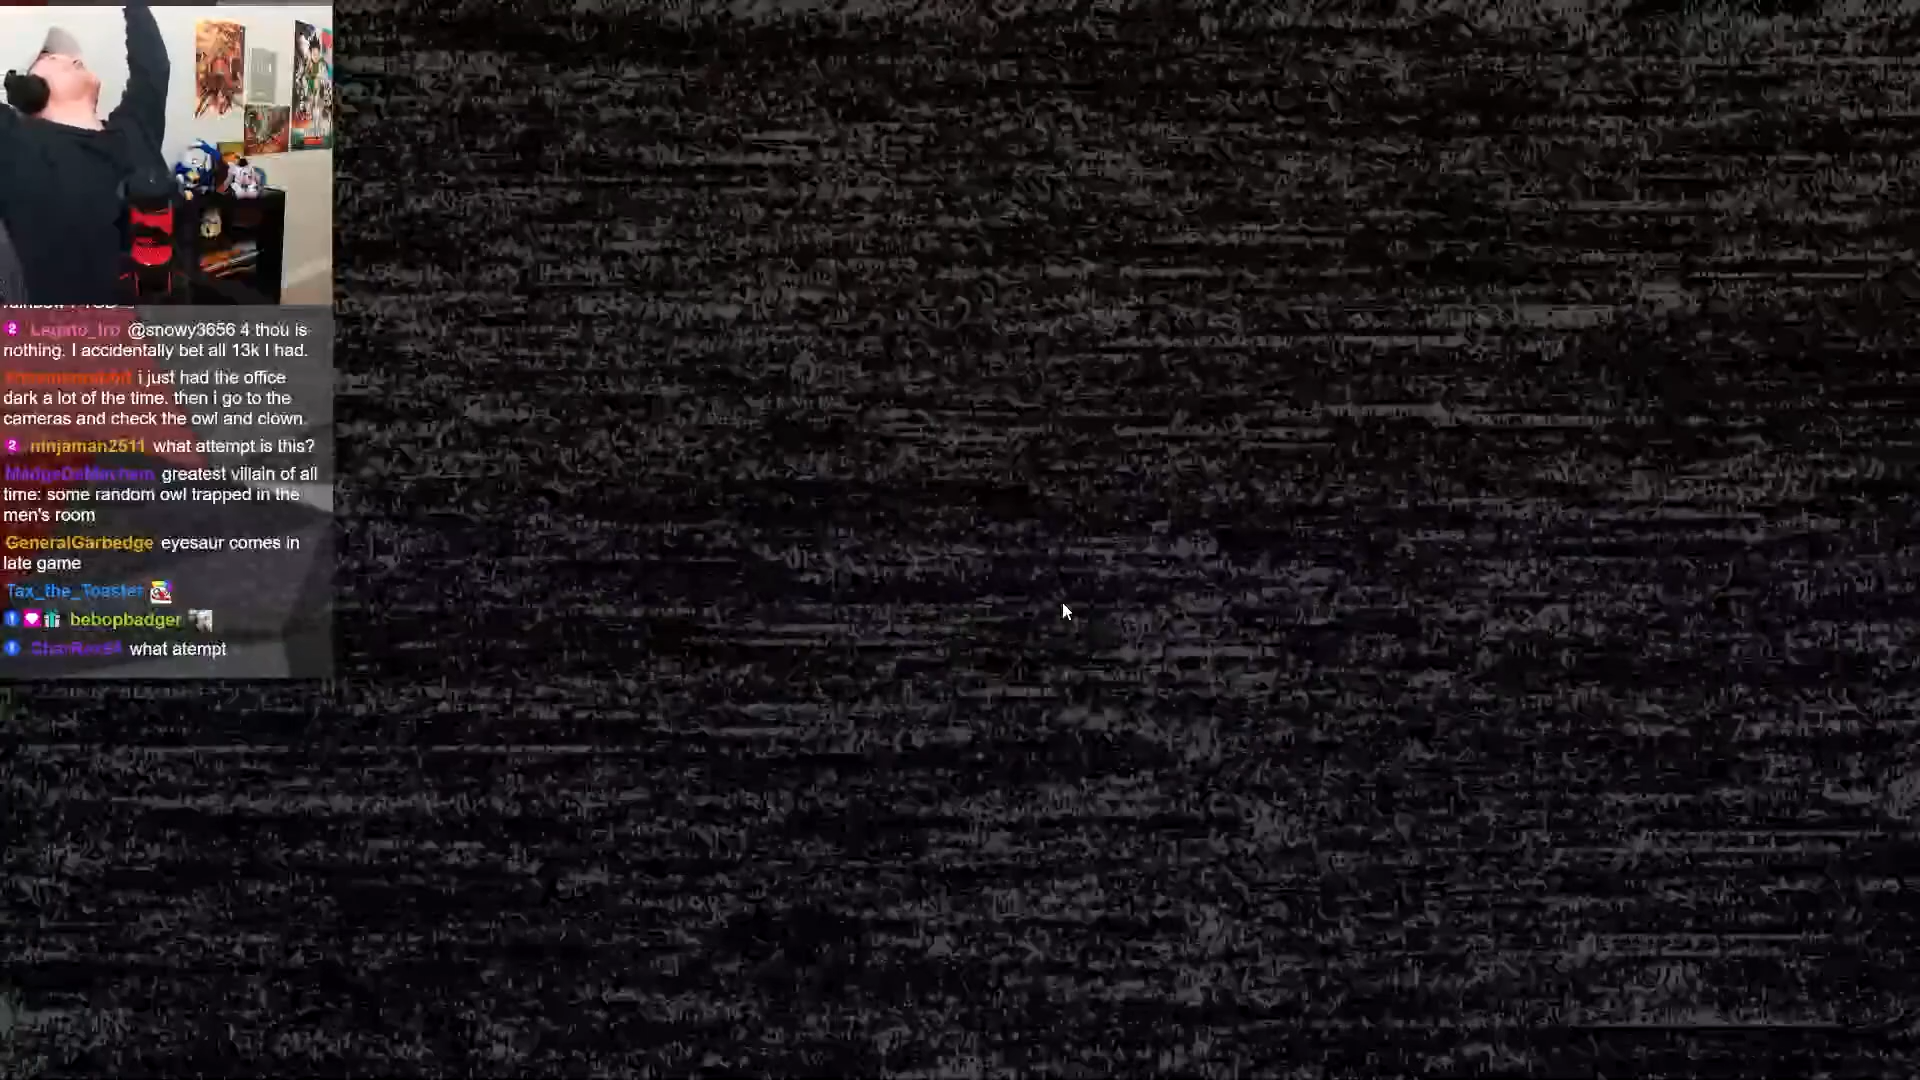 @snowy3656 4 thou is
nothing. I accidentally bet all 13k I had.
i just had the office
dark a lot of the time. then i go to the
cameras and check the owl and clown.
2 ninjaman2511 what attempt is this?
greatest villain of all
time: some random owl trapped in the
men's room
GeneralGarbedge eyesaur comes in
late game
Tax_the_Toaster
bebopbadger
what atempt